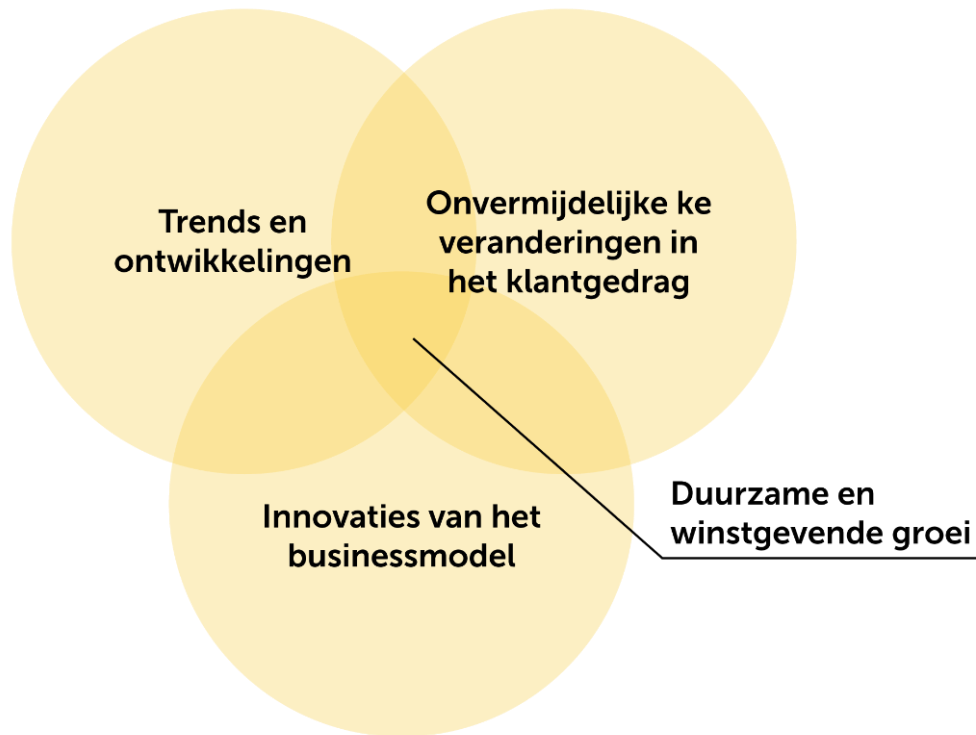 Trends en
ontwikkelingen
Onvermijdelijke ke
veranderingen in
het klantgedrag
Innovaties van het
businessmodel
Duurzame en
winstgevende groei